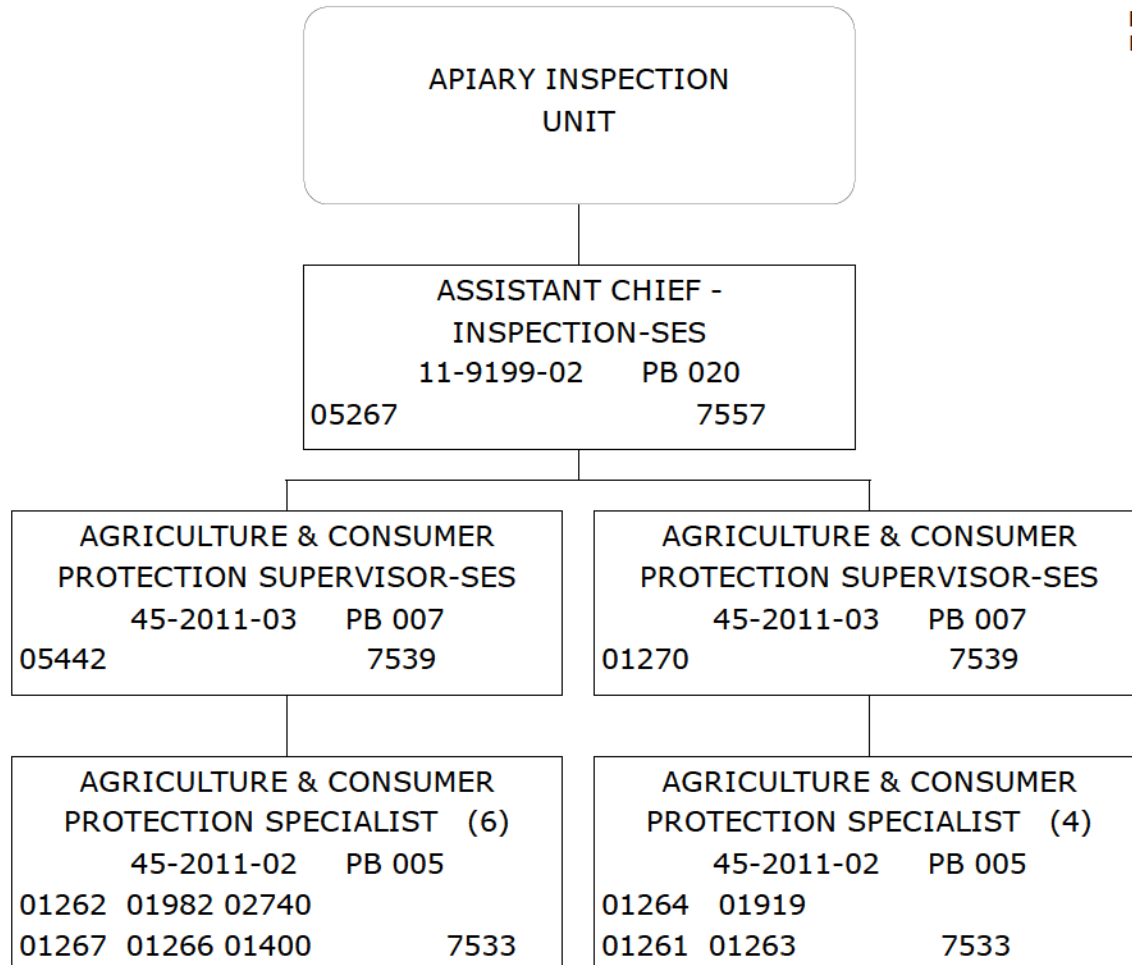 APIARY INSPECTION
UNIT
ASSISTANT CHIEF -
INSPECTION-SES
11-9199-02 PB 020
05267 7557
AGRICULTURE & CONSUMER
PROTECTION SUPERVISOR-SES
45-2011-03 PB 007
05442 7539
AGRICULTURE & CONSUMER
PROTECTION SUPERVISOR-SES
45-2011-03 PB 007
01270 7539
AGRICULTURE & CONSUMER
PROTECTION SPECIALIST (6)
45-2011-02 PB 005
01262 01982 02740
01267 01266 01400 7533
AGRICULTURE & CONSUMER
PROTECTION SPECIALIST (4)
45-2011-02 PB 005
01264 01919
01261 01263 7533